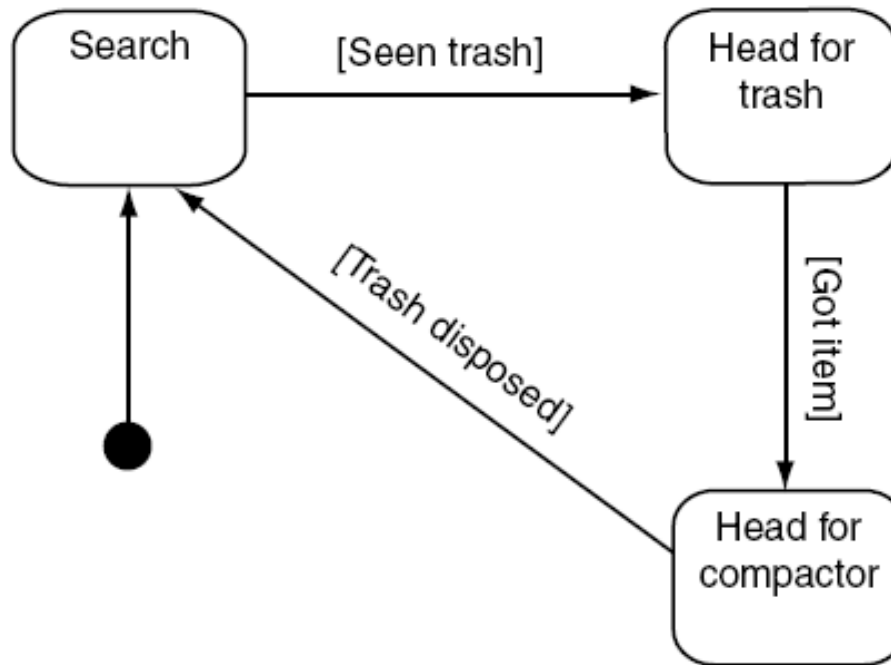 Search
[Seen trash]
Head for
trash
[Trash disposed]
[Got item]
Head for
compactor